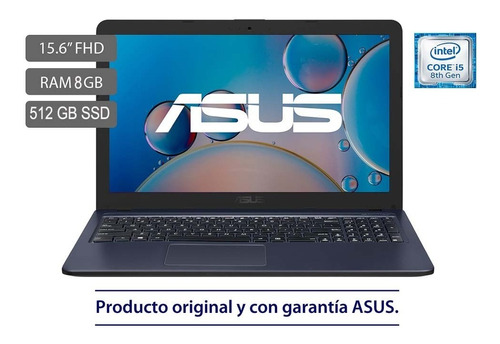 15.6” FHD
RAM 8GB
512 GB SSD
intel
CORE i5
8th Gen
ASUS
ASUS
Producto original y con garantía ASUS.